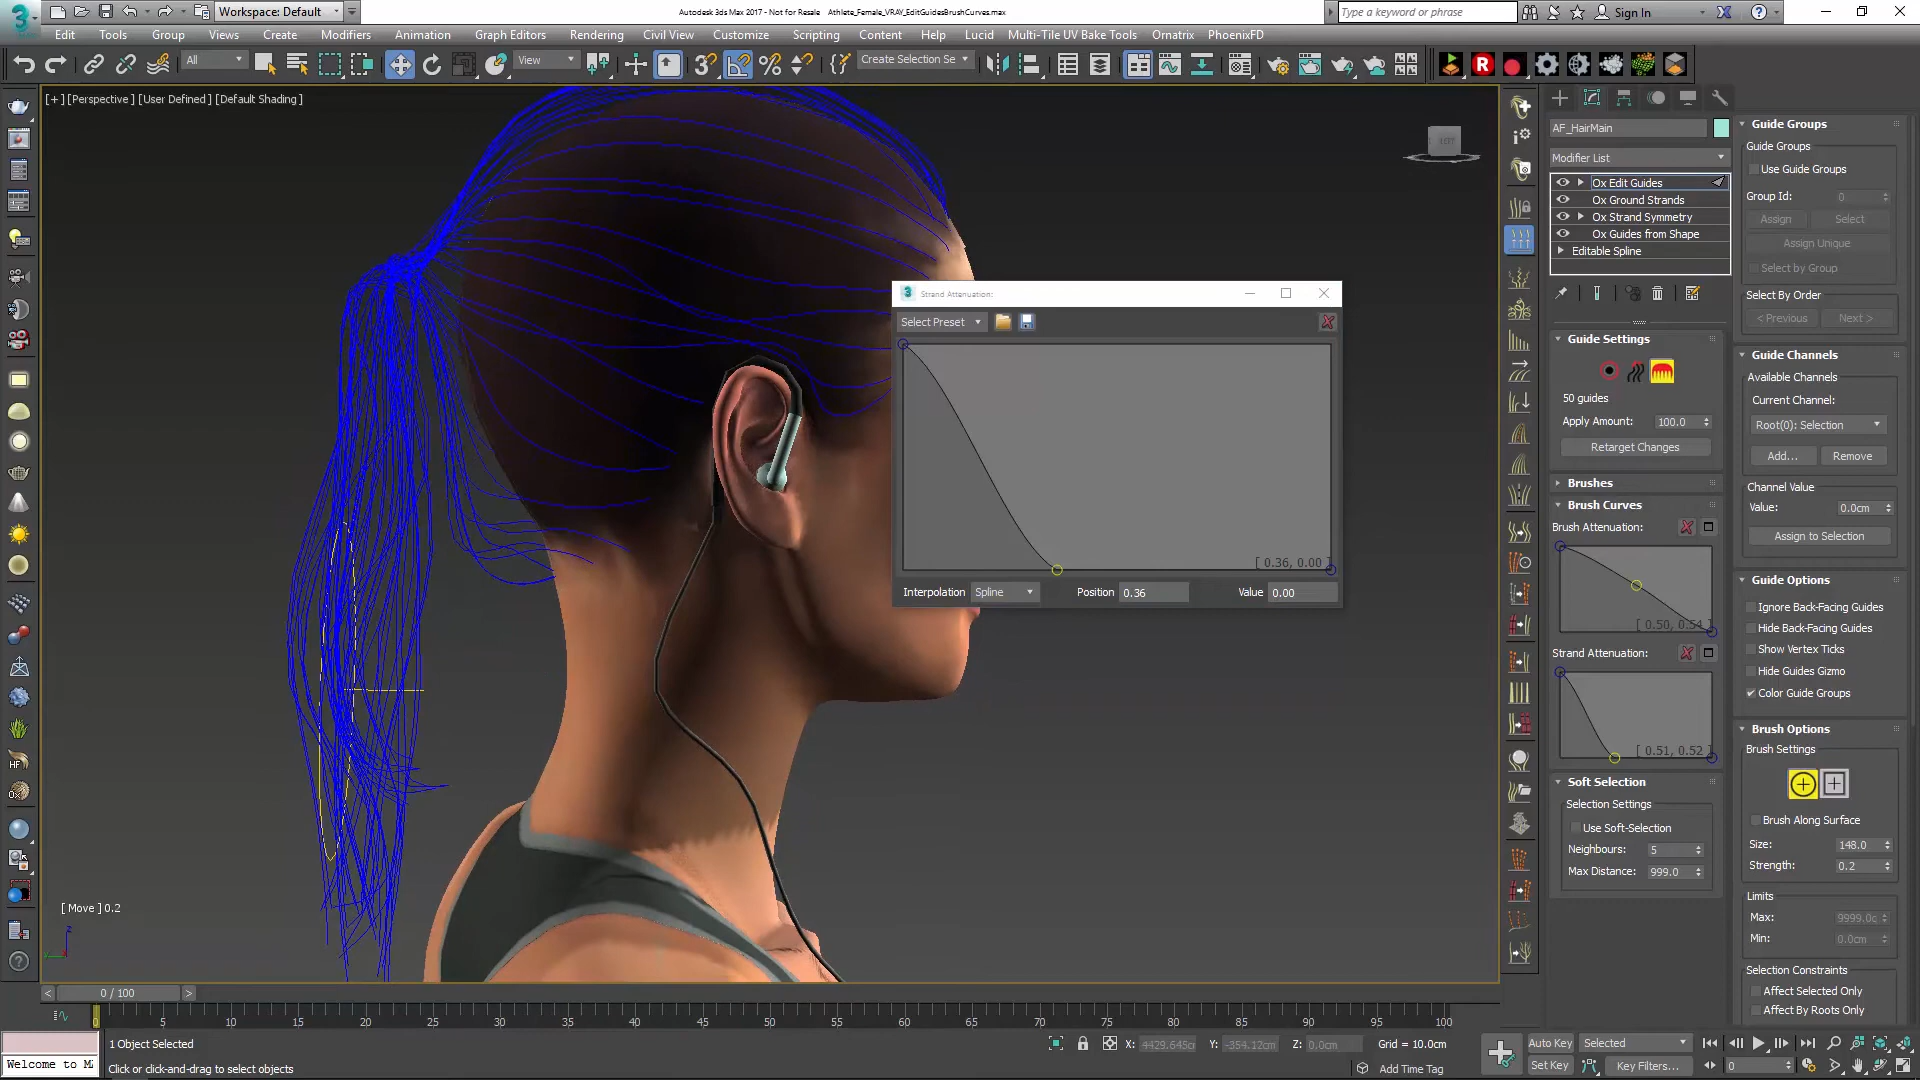 Workspace: Default
Autodesk 3ds Max 2017 - Not for Resale   Athlete_Female_VRAY_EditGuidesBrushCurves.max
Type a keyword or phrase
Sign In
Edit Tools Group Views Create Modifiers Animation Graph Editors Rendering Civil View Customize Scripting Content Help Lucid Multi-Tile UV Bake Tools Ornatrix PhoenixFD
All
View
Create Selection Se
[+] [Perspective] [User Defined] [Default Shading]
LEFT
AF_HairMain
Modifier List
Ox Edit Guides
Ox Ground Strands
Ox Strand Symmetry
Ox Guides from Shape
Editable Spline
Guide Settings
50 guides
Apply Amount: 100.0
Retarget Changes
Brushes
Brush Curves
Brush Attenuation:
[ 0.50, 0.54 ]
Strand Attenuation:
[ 0.51, 0.52 ]
Soft Selection
Selection Settings
Use Soft-Selection
Neighbours: 5
Max Distance: 999.0
Guide Groups
Guide Groups
Use Guide Groups
Group Id: 0
Assign Select
Assign Unique
Select by Group
Select By Order
< Previous Next >
Guide Channels
Available Channels
Current Channel:
Root(0): Selection
Add... Remove
Channel Value
Value: 0.0cm
Assign to Selection
Guide Options
Ignore Back-Facing Guides
Hide Back-Facing Guides
Show Vertex Ticks
Hide Guides Gizmo
Color Guide Groups
Brush Options
Brush Settings
Brush Along Surface
Size: 148.0
Strength: 0.2
Limits
Max: 9999.0c
Min: 0.0cm
Selection Constraints
Affect Selected Only
Affect By Roots Only
Strand Attenuation:
Select Preset
[ 0.36, 0.00 ]
Interpolation Spline Position 0.36 Value 0.00
HF
[ Move ] 0.2
< 0 / 100 >
0 5 10 15 20 25 30 35 40 45 50 55 60 65 70 75 80 85 90 95 100
1 Object Selected
X: 4429.645cm Y: -354.12cm Z: 0.0cm Grid = 10.0cm
Auto Key Selected
Welcome to M
Click or click-and-drag to select objects
Add Time Tag
Set Key Key Filters... 0